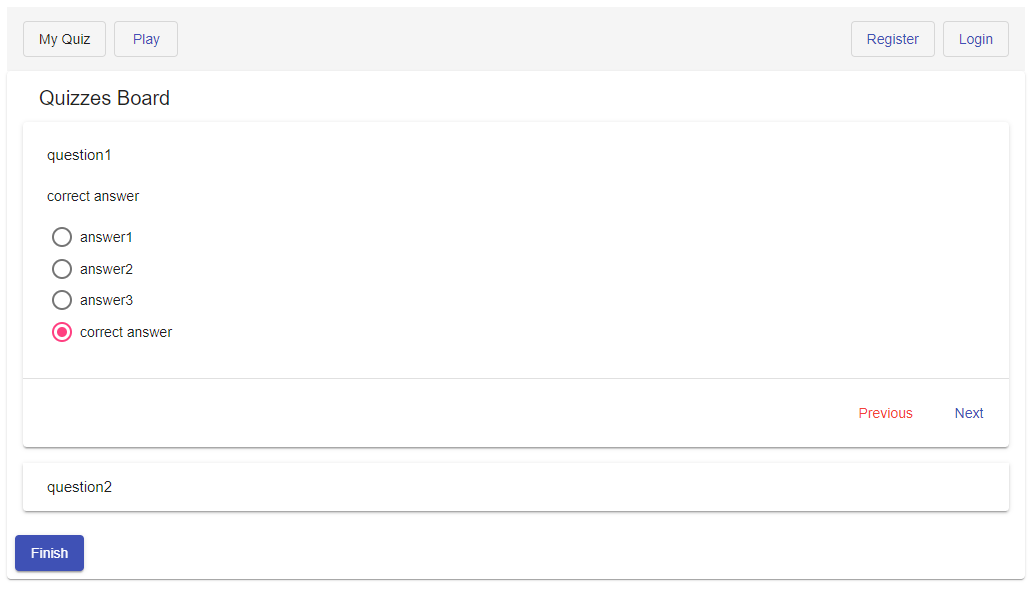 My Quiz Play Register Login
Quizzes Board
question1
correct answer
answer1
answer2
answer3
correct answer
Previous Next
question2
Finish